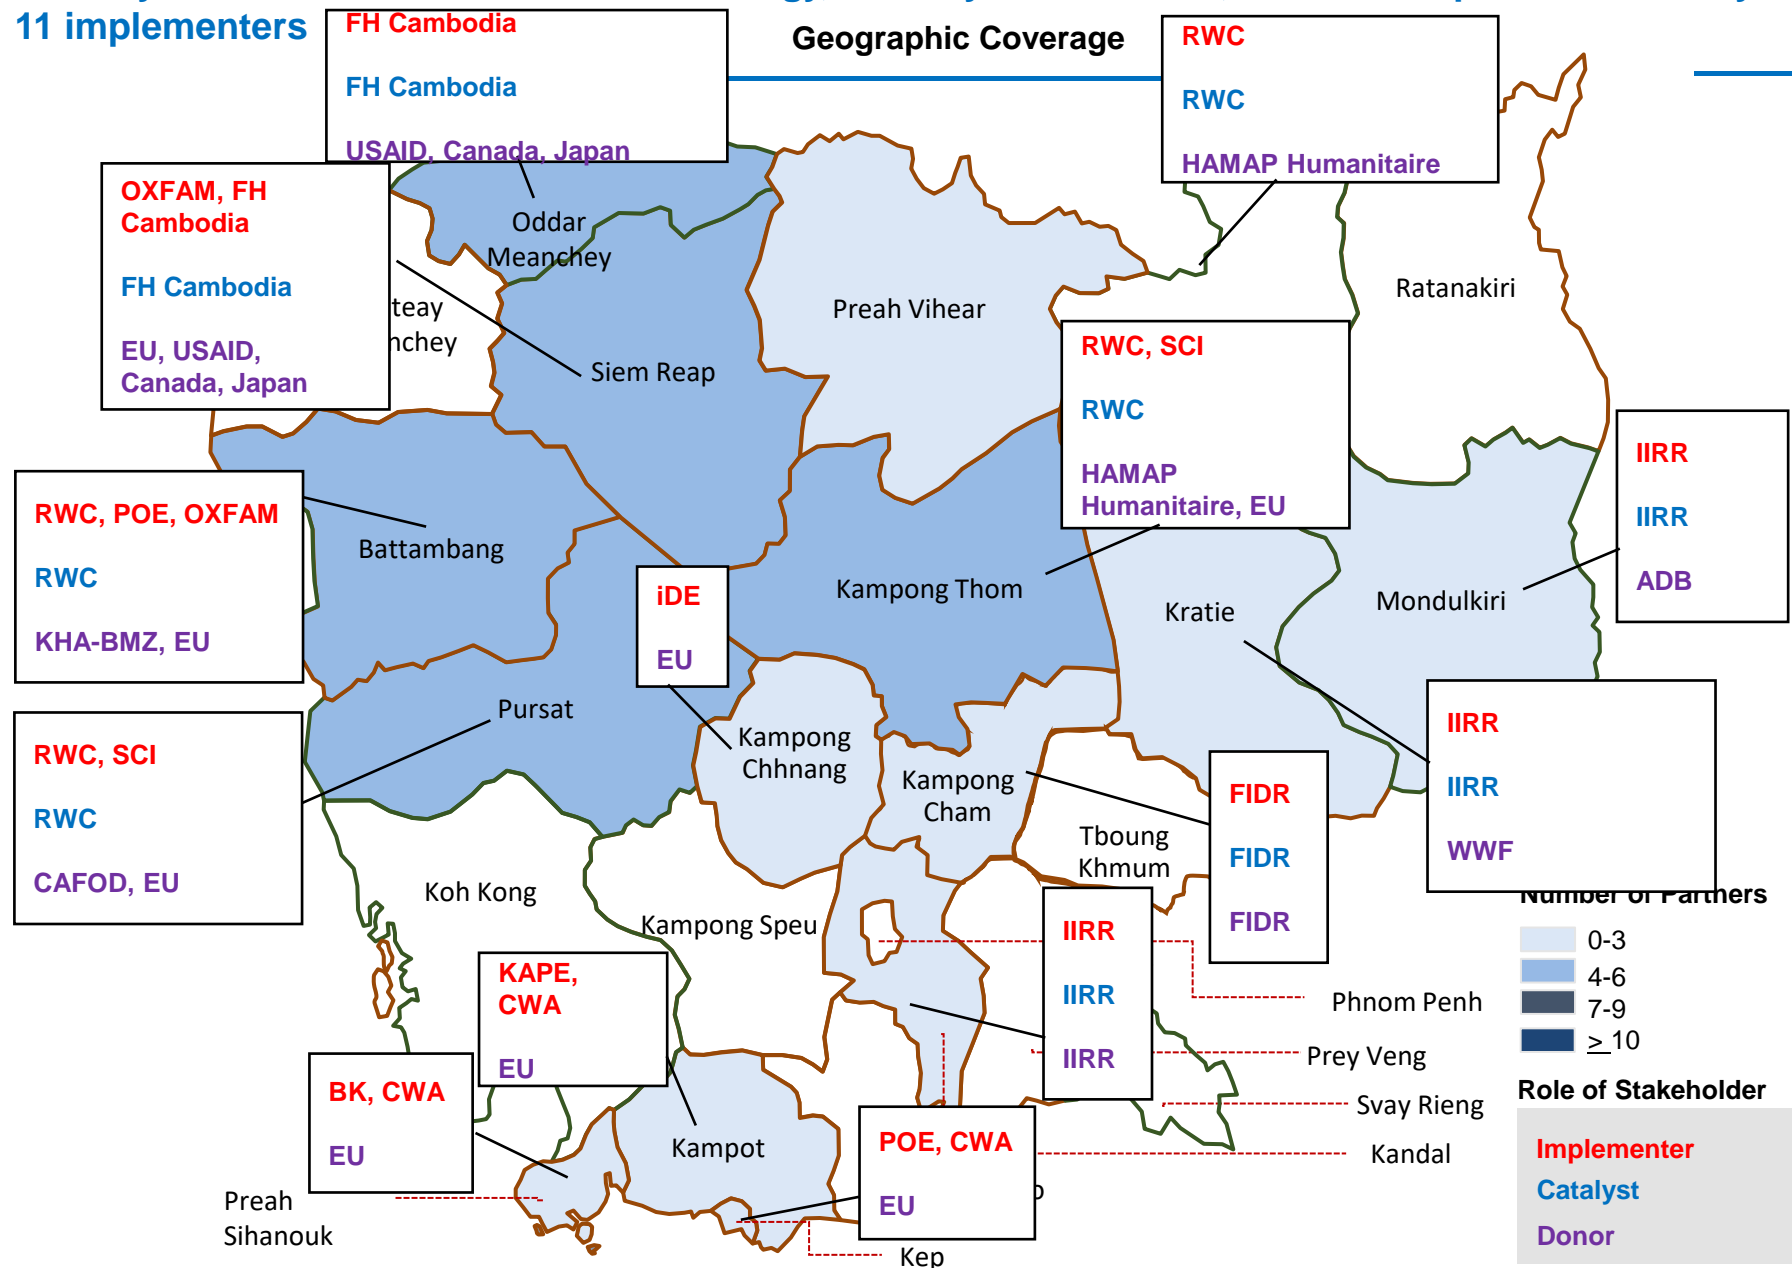 11 implementers
Geographic Coverage
FH Cambodia
FH Cambodia
USAID, Canada, Japan
RWC
RWC
HAMAP Humanitaire
OXFAM, FH
Cambodia
FH Cambodia
EU, USAID,
Canada, Japan
Oddar
Meanchey
teay
nchey
Siem Reap
Preah Vihear
Ratanakiri
RWC, SCI
RWC
HAMAP
Humanitaire, EU
IIRR
IIRR
ADB
RWC, POE, OXFAM
RWC
KHA-BMZ, EU
Battambang
iDE
EU
Kampong Thom
Kratie
Mondulkiri
Pursat
Kampong
Chhnang
Kampong
Cham
Tboung
Khmum
RWC, SCI
RWC
CAFOD, EU
FIDR
FIDR
FIDR
IIRR
IIRR
WWF
Koh Kong
Kampong Speu
KAPE,
CWA
EU
IIRR
IIRR
IIRR
BK, CWA
EU
Kampot
POE, CWA
EU
Preah
Sihanouk
Kep
Phnom Penh
Prey Veng
Svay Rieng
Kandal
Number of Partners
0-3
4-6
7-9
> 10
Role of Stakeholder
Implementer
Catalyst
Donor